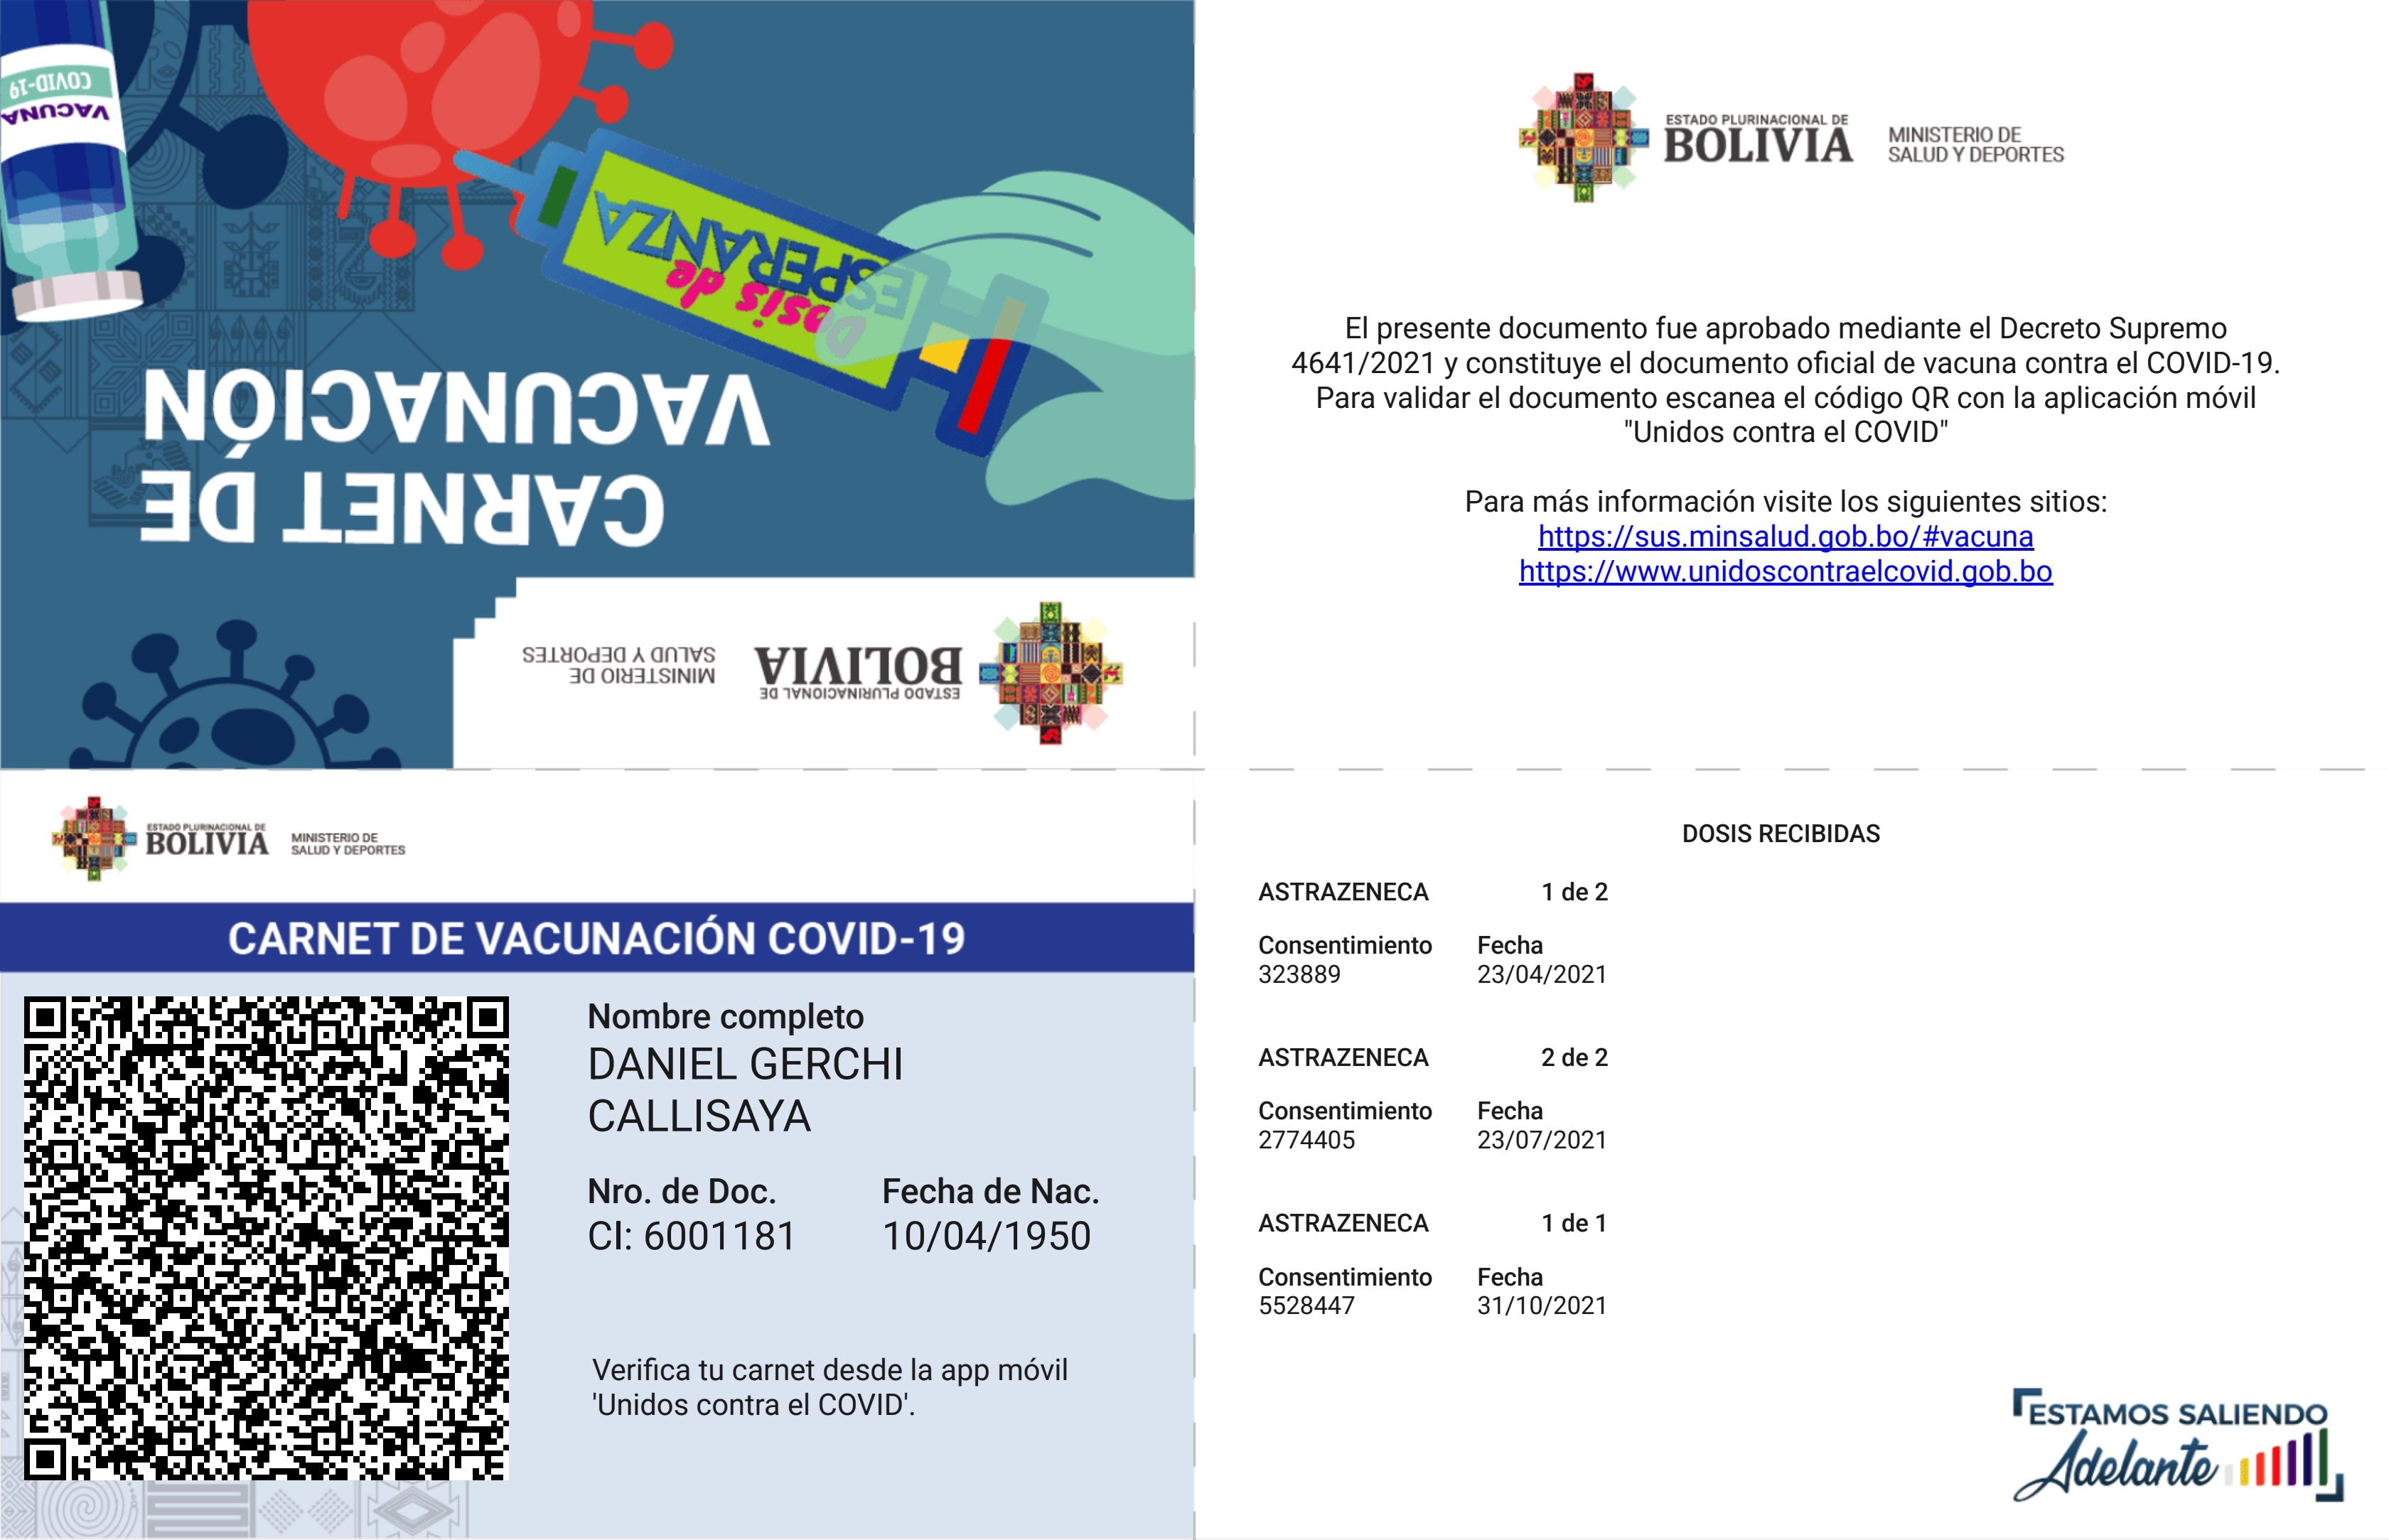 COVID-19
VACUNA
Dosis de
ESPERANZA
CARNET DE
VACUNACIÓN
ESTADO PLURINACIONAL DE
BOLIVIA
MINISTERIO DE
SALUD Y DEPORTES
ESTADO PLURINACIONAL DE
BOLIVIA
MINISTERIO DE
SALUD Y DEPORTES
El presente documento fue aprobado mediante el Decreto Supremo
4641/2021 y constituye el documento oficial de vacuna contra el COVID-19.
Para validar el documento escanea el código QR con la aplicación móvil
"Unidos contra el COVID"
Para más información visite los siguientes sitios:
https://sus.minsalud.gob.bo/#vacuna
https://www.unidoscontraelcovid.gob.bo
ESTADO PLURINACIONAL DE
BOLIVIA
MINISTERIO DE
SALUD Y DEPORTES
CARNET DE VACUNACIÓN COVID-19
Nombre completo
DANIEL GERCHI
CALLISAYA
Nro. de Doc. Fecha de Nac.
CI: 6001181 10/04/1950
Verifica tu carnet desde la app móvil
'Unidos contra el COVID'.
DOSIS RECIBIDAS
ASTRAZENECA 1 de 2
Consentimiento Fecha
323889 23/04/2021
ASTRAZENECA 2 de 2
Consentimiento Fecha
2774405 23/07/2021
ASTRAZENECA 1 de 1
Consentimiento Fecha
5528447 31/10/2021
ESTAMOS SALIENDO
Adelante